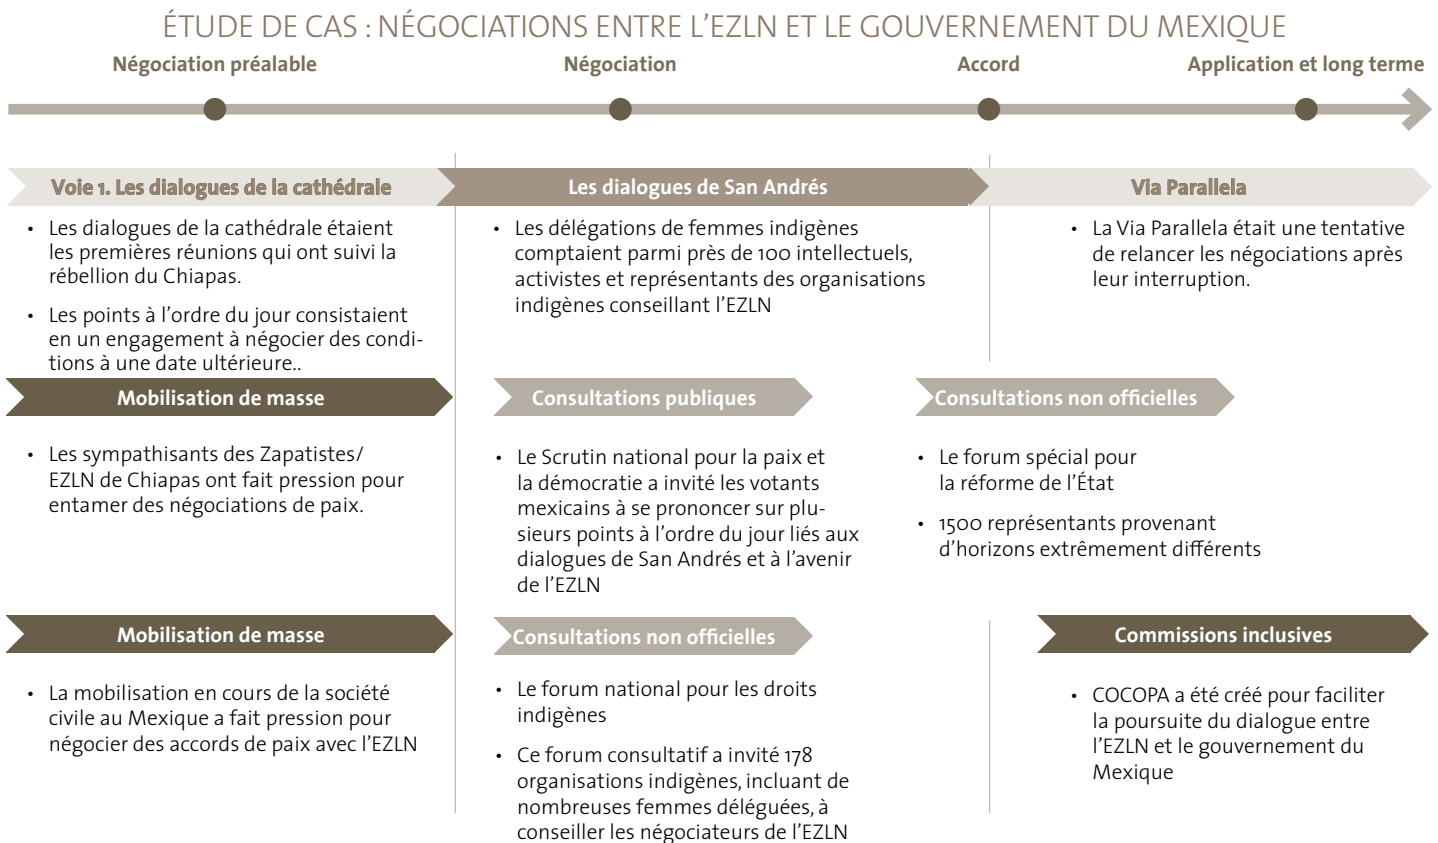 ÉTUDE DE CAS : NÉGOCIATIONS ENTRE L’EZLN ET LE GOUVERNEMENT DU MEXIQUE
Négociation préalable
Négociation
Accord
Application et long terme
Voie 1. Les dialogues de la cathédrale
• Les dialogues de la cathédrale étaient
les premières réunions qui ont suivi la
rébellion du Chiapas.
• Les points à l’ordre du jour consistaient
en un engagement à négocier des condi-
tions à une date ultérieure..
Les dialogues de San Andrés
• Les délégations de femmes indigènes
comptaient parmi près de 100 intellectuels,
activistes et représentants des organisations
indigènes conseillant l’EZLN
Via Parallela
• La Via Parallela était une tentative
de relancer les négociations après
leur interruption.
Mobilisation de masse
• Les sympathisants des Zapatistes/
EZLN de Chiapas ont fait pression pour
entamer des négociations de paix.
Consultations publiques
• Le Scrutin national pour la paix et
la démocratie a invité les votants
mexicains à se prononcer sur plu-
sieurs points à l’ordre du jour liés aux
dialogues de San Andrés et à l’avenir
de l’EZLN
Consultations non officielles
• Le forum spécial pour
la réforme de l’État
• 1500 représentants provenant
d’horizons extrêmement différents
Mobilisation de masse
• La mobilisation en cours de la société
civile au Mexique a fait pression pour
négocier des accords de paix avec l’EZLN
Consultations non officielles
• Le forum national pour les droits
indigènes
• Ce forum consultatif a invité 178
organisations indigènes, incluant de
nombreuses femmes déléguées, à
conseiller les négociateurs de l’EZLN
Commissions inclusives
• COCOPA a été créé pour faciliter
la poursuite du dialogue entre
l’EZLN et le gouvernement du
Mexique